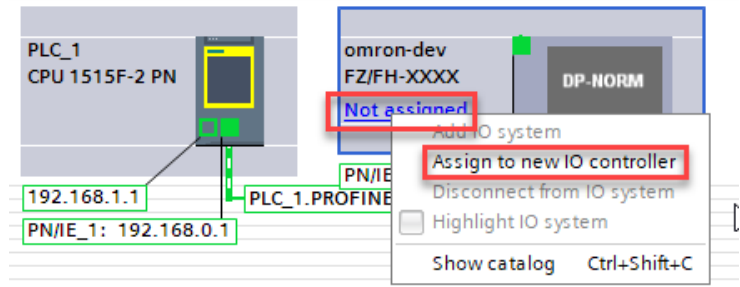 PLC_1
CPU 1515F-2 PN
omron-dev
FZ/FH-XXXX
Not assigned
DP-NORM
Add IO system
Assign to new IO controller
Disconnect from IO system
Highlight IO system
Show catalog Ctrl+Shift+C
PN/IE
192.168.1.1
PLC_1.PROFINE
PN/IE_1: 192.168.0.1